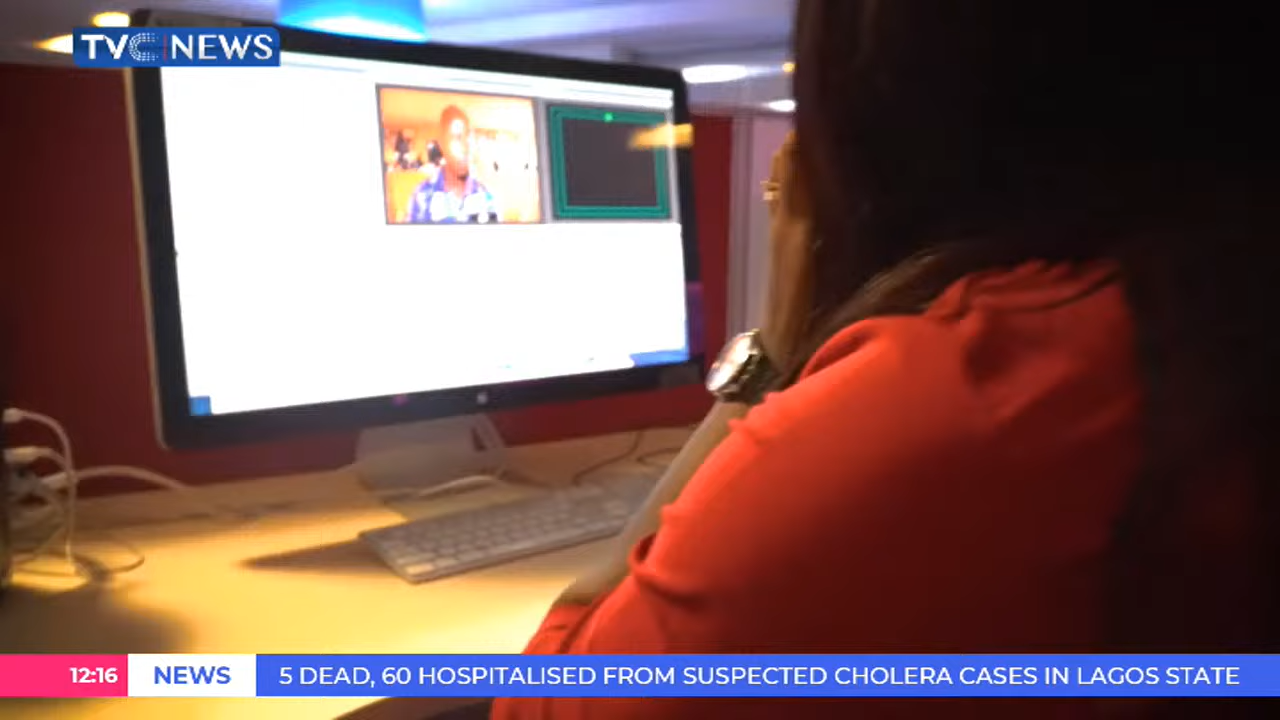 TVC NEWS
12:16 NEWS 5 DEAD, 60 HOSPITALISED FROM SUSPECTED CHOLERA CASES IN LAGOS STATE